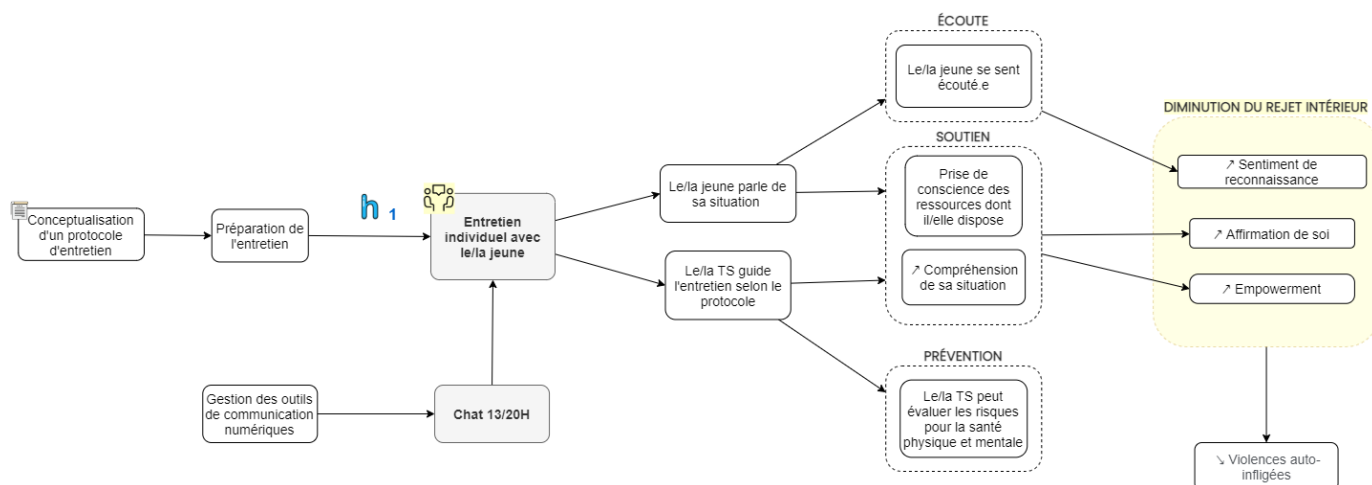 Conceptualisation
d'un protocole
d'entretien
Préparation de
l'entretien
h 1
Entretien
individuel avec
le/la jeune
Gestion des outils
de communication
numériques
Chat 13/20H
Le/la jeune parle de
sa situation
Le/la TS guide
l'entretien selon le
protocole
ÉCOUTE
Le/la jeune se sent
écouté.e
SOUTIEN
Prise de
conscience des
ressources dont
il/elle dispose
↗ Compréhension
de sa situation
PRÉVENTION
Le/la TS peut
évaluer les risques
pour la santé
physique et mentale
DIMINUTION DU REJET INTÉRIEUR
↗ Sentiment de
reconnaissance
↗ Affirmation de soi
↗ Empowerment
↘ Violences auto-
infligées